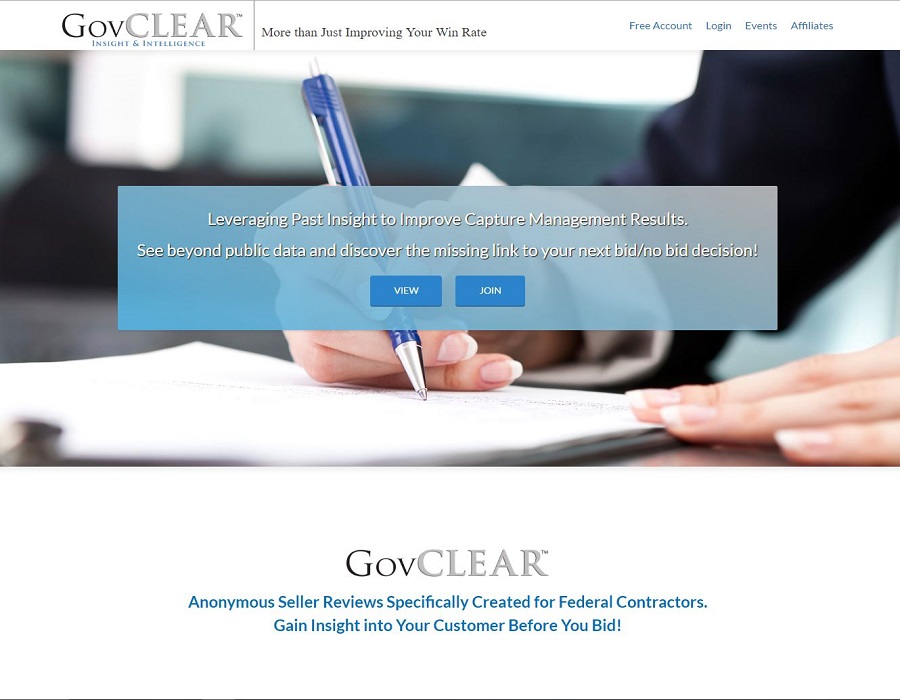 GovCLEAR™
Insight & Intelligence
More than Just Improving Your Win Rate
Free Account Login Events Affiliates
Leveraging Past Insight to Improve Capture Management Results.
See beyond public data and discover the missing link to your next bid/no bid decision!
VIEW JOIN
GovCLEAR™
Anonymous Seller Reviews Specifically Created for Federal Contractors.
Gain Insight into Your Customer Before You Bid!